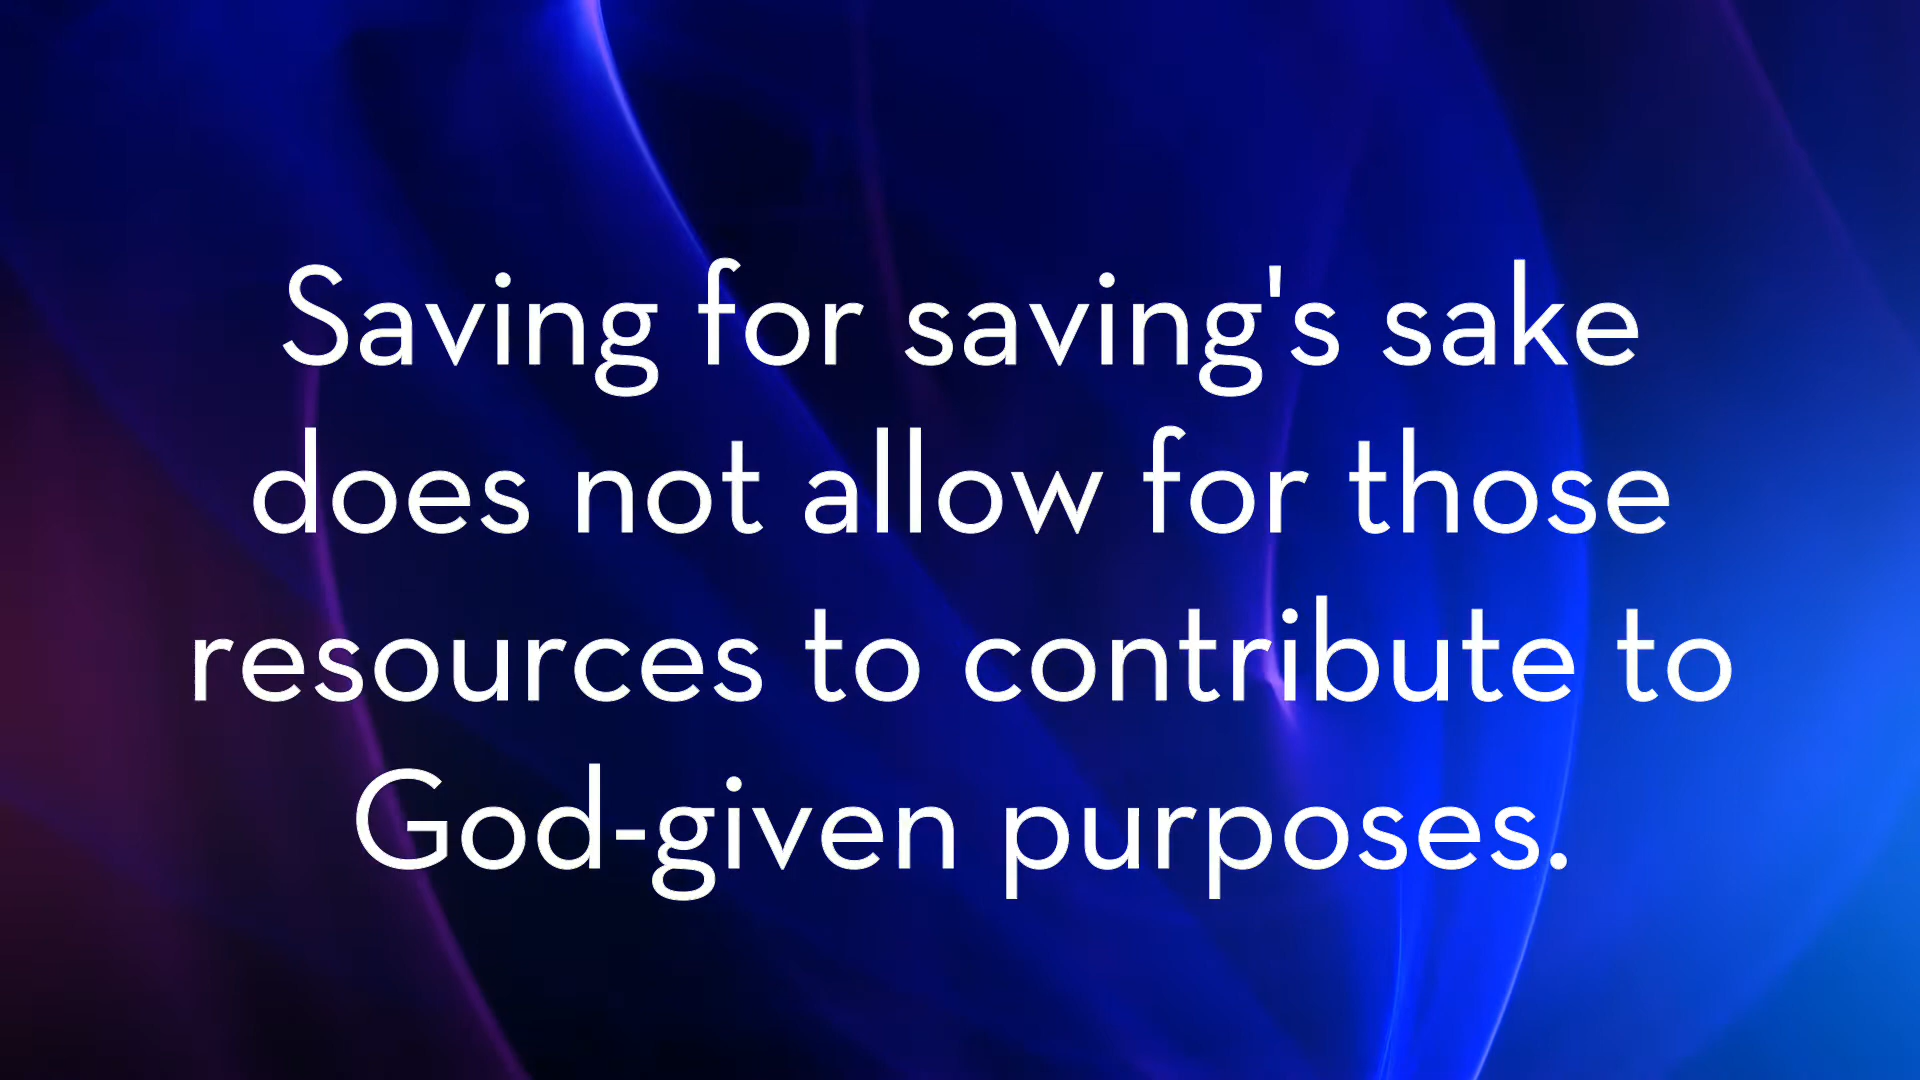 Saving for saving's sake
does not allow for those
resources to contribute to
God-given purposes.